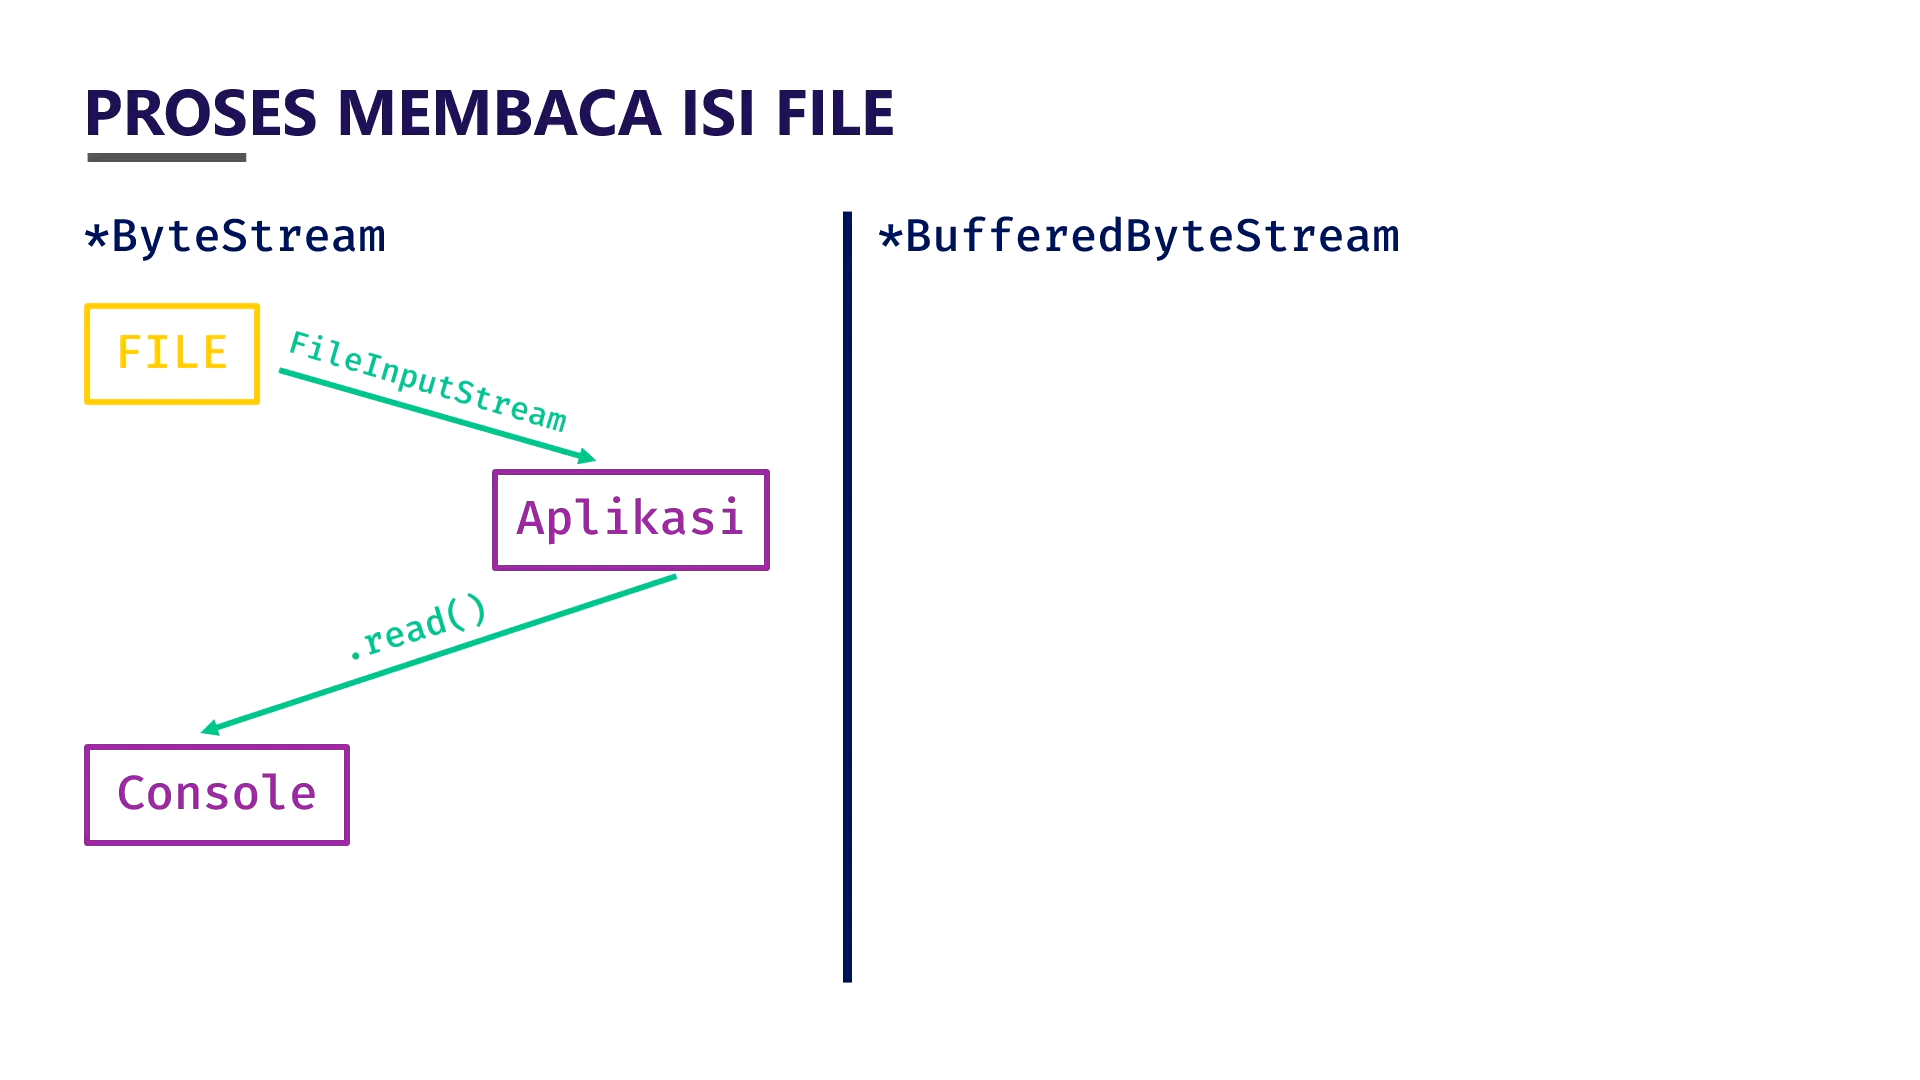 PROSES MEMBACA ISI FILE
*ByteStream
FILE
FileInputStream
Aplikasi
.read()
Console
*BufferedByteStream